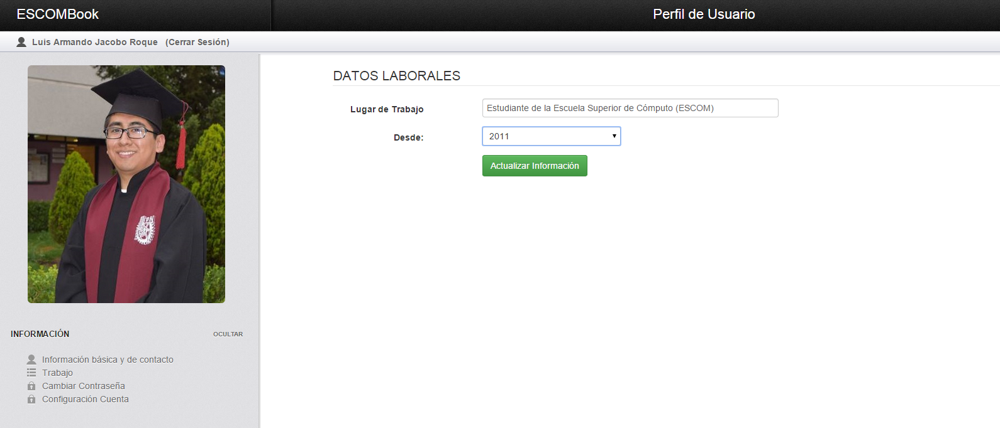 ESCOMBook
Perfil de Usuario
Luis Armando Jacobo Roque (Cerrar Sesión)
DATOS LABORALES
Lugar de Trabajo
Estudiante de la Escuela Superior de Cómputo (ESCOM)
Desde:
2011
Actualizar Información
IPN
INFORMACIÓN
OCULTAR
Información básica y de contacto
Trabajo
Cambiar Contraseña
Configuración Cuenta